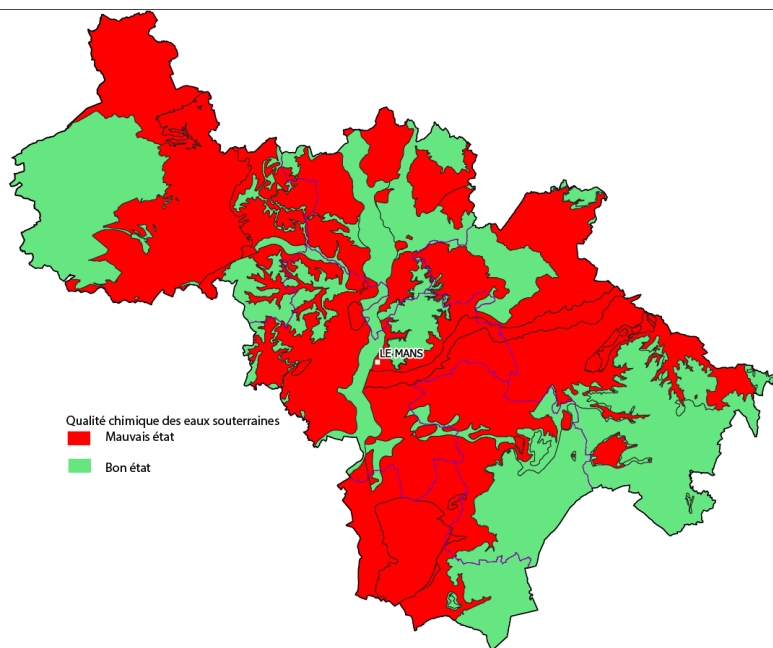 LE MANS
Qualité chimique des eaux souterraines
Mauvais état
Bon état